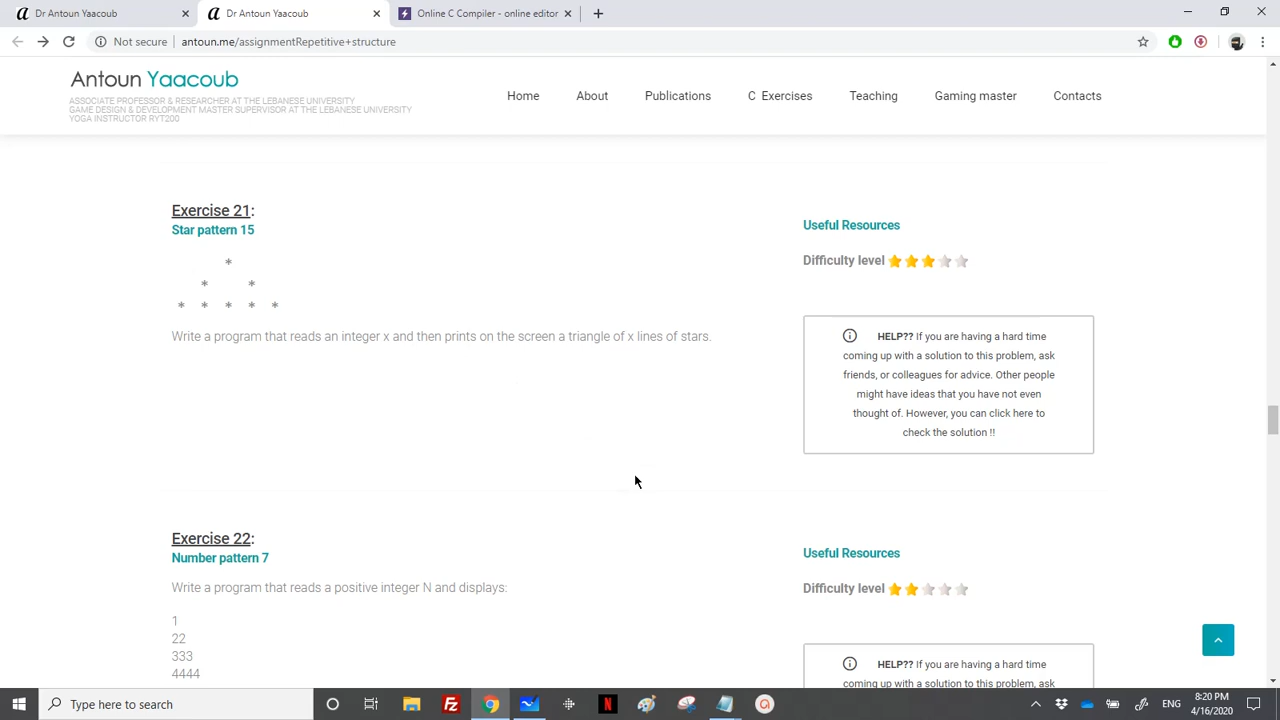 Dr Antoun Yaacoub
Dr Antoun Yaacoub
Online C Compiler - online editor
Not secure | antoun.me/assignmentRepetitive+structure
Antoun Yaacoub
ASSOCIATE PROFESSOR & RESEARCHER AT THE LEBANESE UNIVERSITY
GAME DESIGN & DEVELOPMENT MASTER SUPERVISOR AT THE LEBANESE UNIVERSITY
YOGA INSTRUCTOR RYT200
Home About Publications C Exercises Teaching Gaming master Contacts
Exercise 21:
Star pattern 15
*
* *
* * * * *
Write a program that reads an integer x and then prints on the screen a triangle of x lines of stars.
Useful Resources
Difficulty level
HELP?? If you are having a hard time
coming up with a solution to this problem, ask
friends, or colleagues for advice. Other people
might have ideas that you have not even
thought of. However, you can click here to
check the solution !!
Exercise 22:
Number pattern 7
Write a program that reads a positive integer N and displays:
1
22
333
4444
Useful Resources
Difficulty level
HELP?? If you are having a hard time
coming up with a solution to this problem, ask
Type here to search
ENG
8:20 PM
4/16/2020